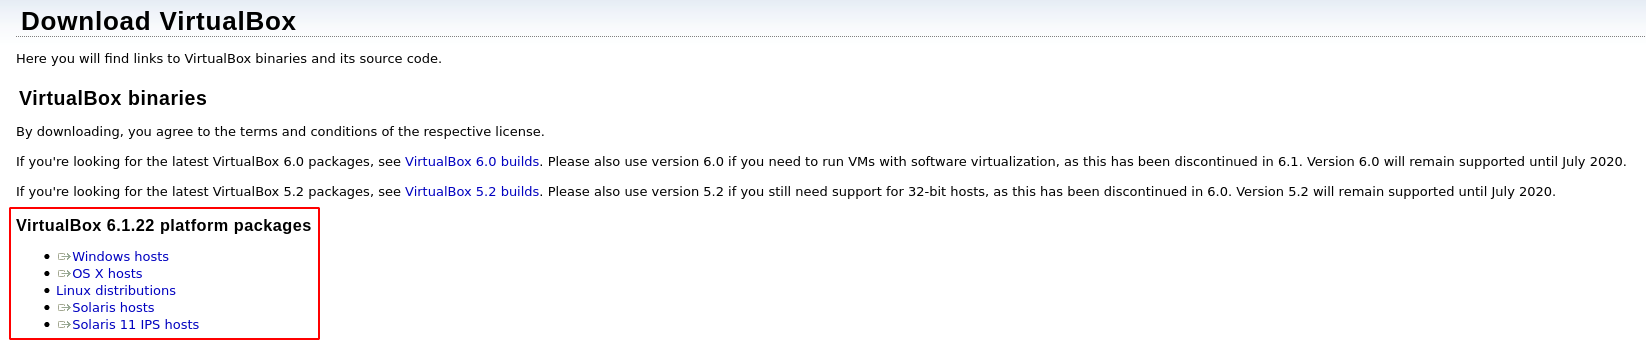 Download VirtualBox
Here you will find links to VirtualBox binaries and its source code.
VirtualBox binaries
By downloading, you agree to the terms and conditions of the respective license.
If you're looking for the latest VirtualBox 6.0 packages, see VirtualBox 6.0 builds. Please also use version 6.0 if you need to run VMs with software virtualization, as this has been discontinued in 6.1. Version 6.0 will remain supported until July 2020.
If you're looking for the latest VirtualBox 5.2 packages, see VirtualBox 5.2 builds. Please also use version 5.2 if you still need support for 32-bit hosts, as this has been discontinued in 6.0. Version 5.2 will remain supported until July 2020.
VirtualBox 6.1.22 platform packages
Windows hosts
OS X hosts
Linux distributions
Solaris hosts
Solaris 11 IPS hosts